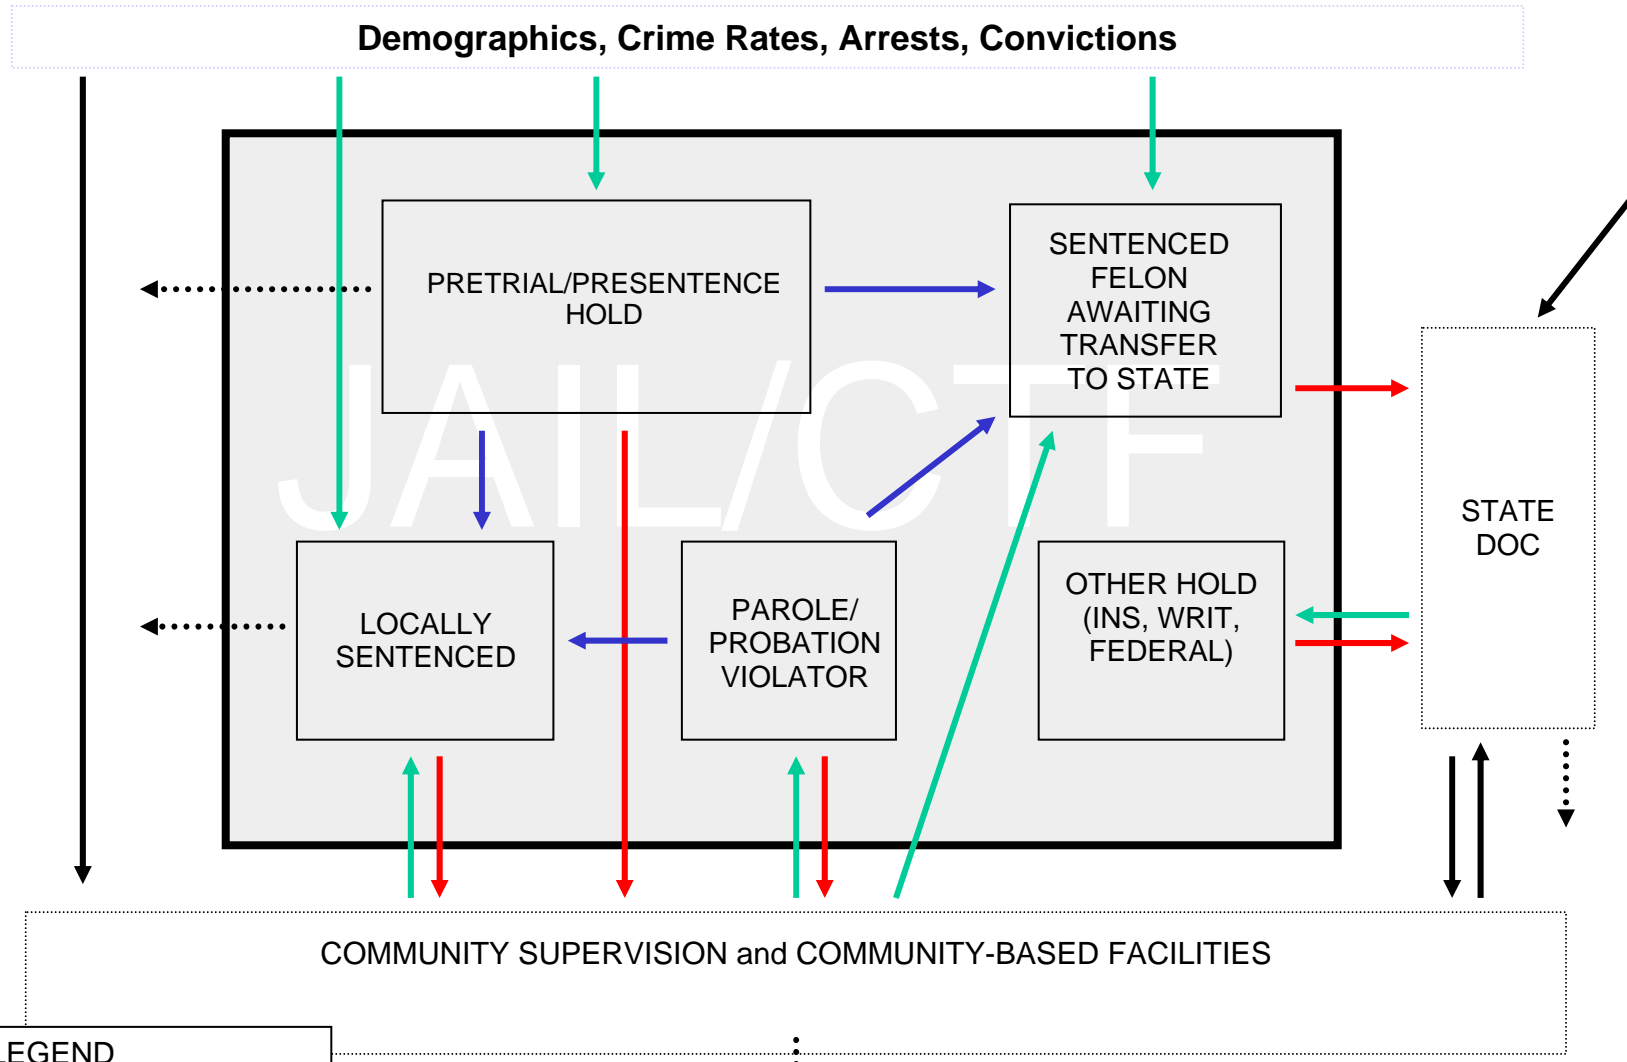 Demographics, Crime Rates, Arrests, Convictions
PRETRIAL/PRESENTENCE
HOLD
SENTENCED
FELON
AWAITING
TRANSFER
TO STATE
JAIL/CTF
STATE
DOC
LOCALLY
SENTENCED
PAROLE/
PROBATION
VIOLATOR
OTHER HOLD
(INS, WRIT,
FEDERAL)
COMMUNITY SUPERVISION and COMMUNITY-BASED FACILITIES
LEGEND